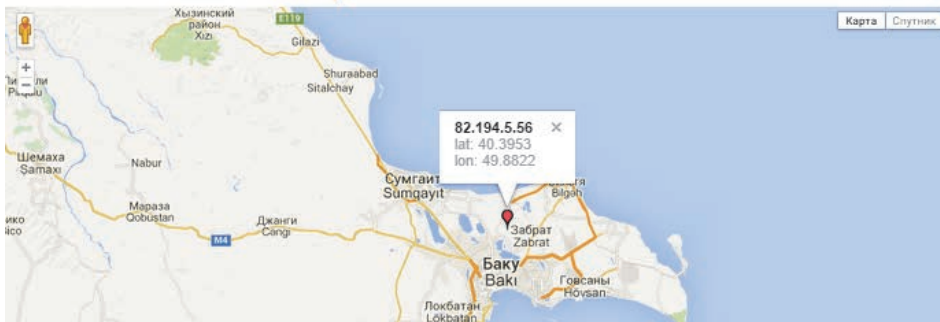 Хызинский
район
Xızı
E119
Gilazi
Карта Спутник
+
−
Shuraabad
Sitalchay
82.194.5.56 ×
lat: 40.3953
lon: 49.8822
Шемаха
Şamaxı
Nabur
Сумгаит
Sumqayıt
Bilgəh
Мараза
Qobustan
Джанги
Cəngi
M4
Забрат
Zabrat
Баку
Bakı
Говсаны
Hövsan
Локбатан
Lökbatan